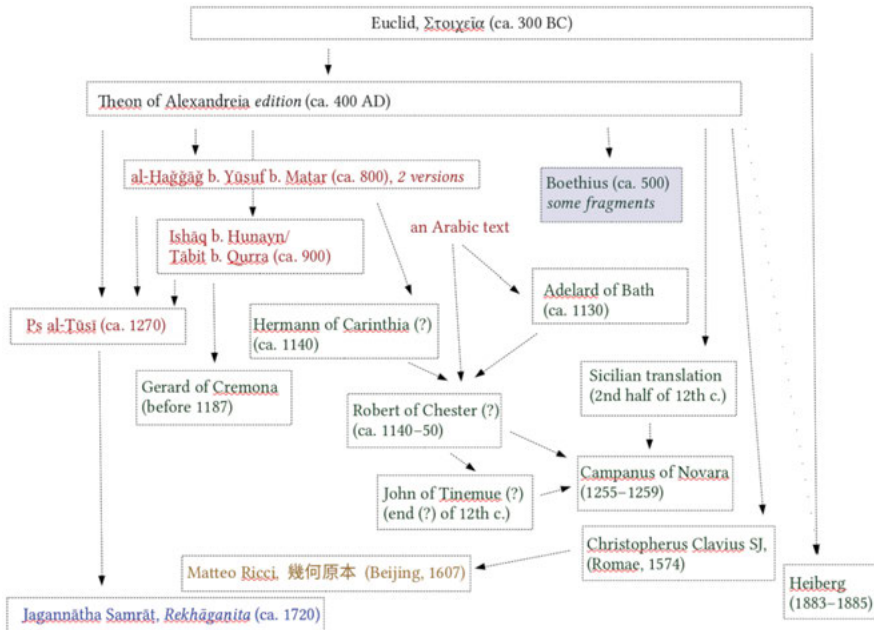 Euclid, Στοιχεῖα (ca. 300 BC)
Theon of Alexandreia edition (ca. 400 AD)
al-Ḥaǧǧāǧ b. Yūsuf b. Maṭar (ca. 800), 2 versions
Boethius (ca. 500)
some fragments
Isḥāq b. Hunayn/
Tābit b. Qurra (ca. 900)
an Arabic text
Adelard of Bath
(ca. 1130)
Ps al-Ṭūsī (ca. 1270)
Hermann of Carinthia (?)
(ca. 1140)
Gerard of Cremona
(before 1187)
Sicilian translation
(2nd half of 12th c.)
Robert of Chester (?)
(ca. 1140–50)
Campanus of Novara
(1255–1259)
John of Tinemue (?)
(end (?) of 12th c.)
Christopherus Clavius SJ,
(Romae, 1574)
Matteo Ricci, 幾何原本 (Beijing, 1607)
Heiberg
(1883–1885)
Jagannātha Samrāṭ, Rekhāgaṇita (ca. 1720)